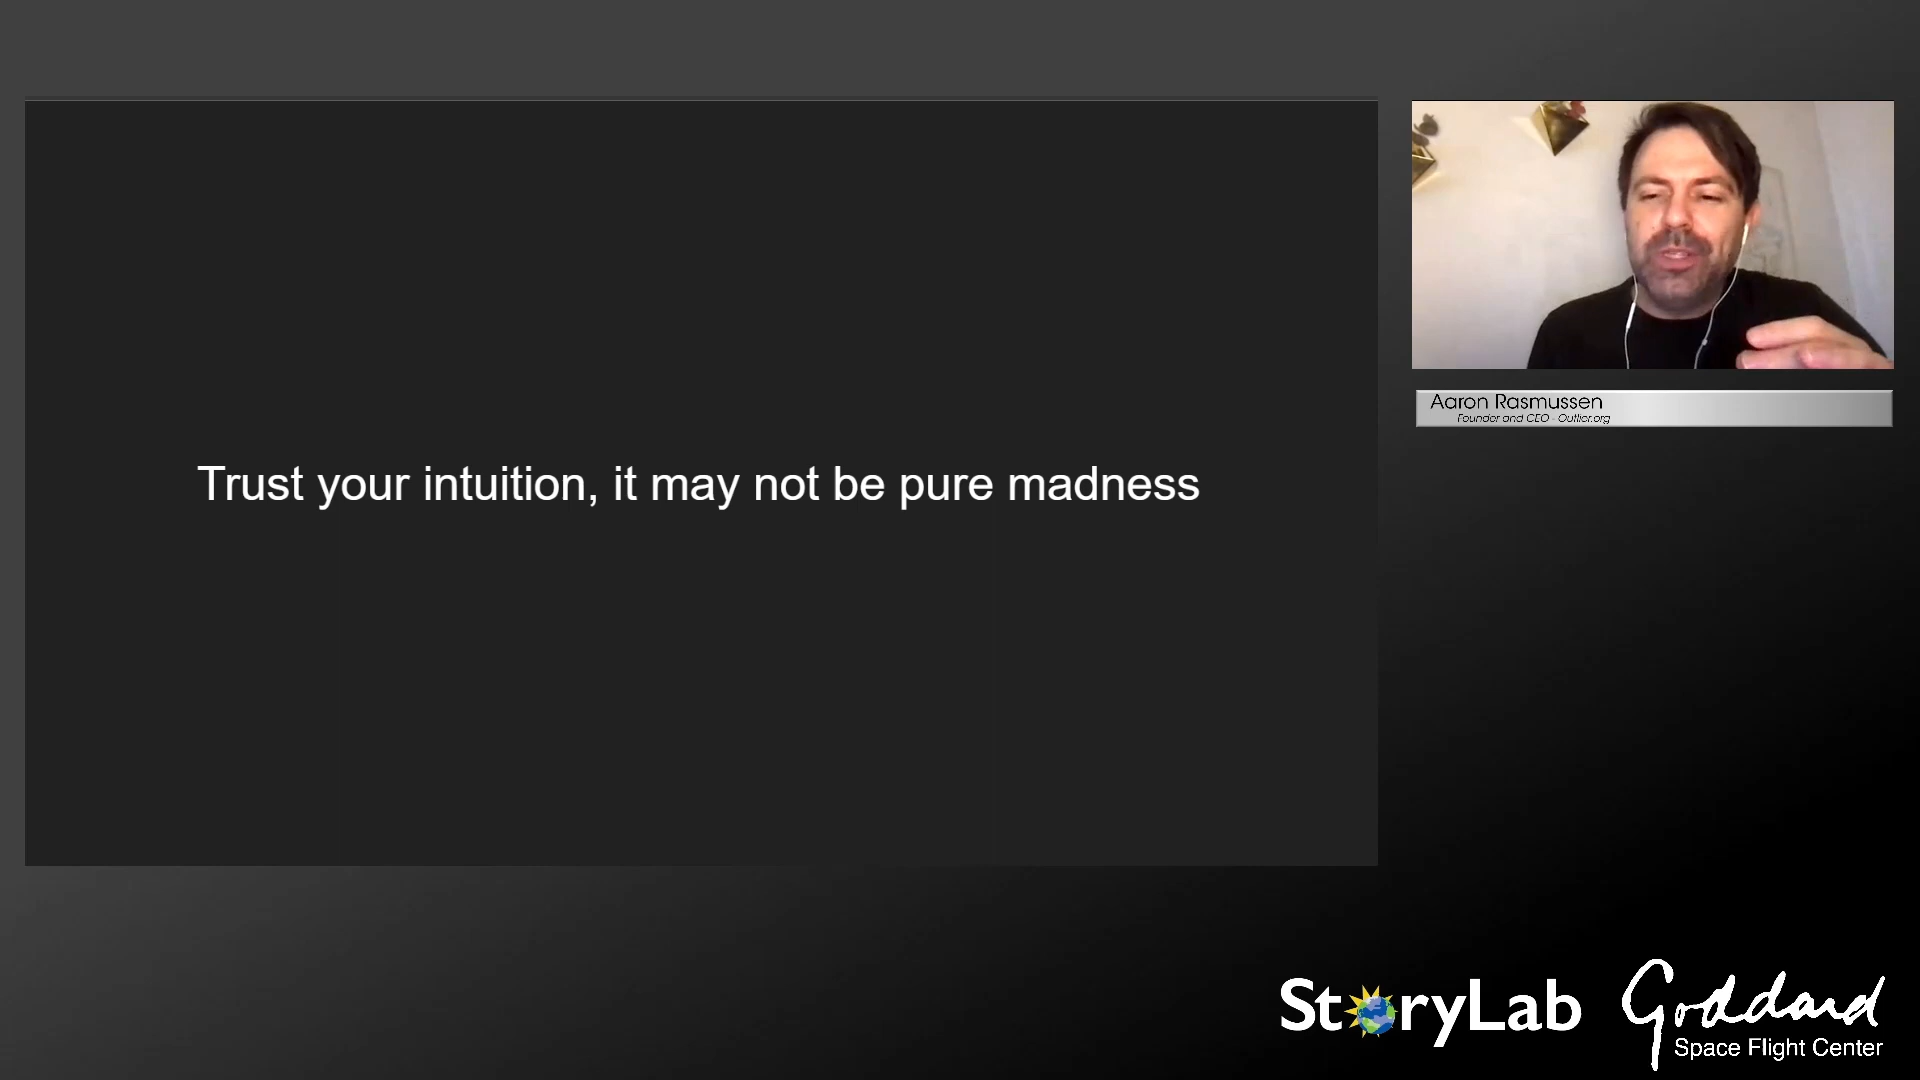 Trust your intuition, it may not be pure madness
Aaron Rasmussen
Founder and CEO - Outlier.org
StoryLab
Goddard
Space Flight Center